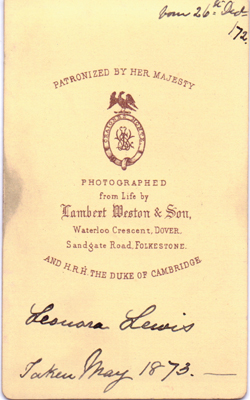 born 26th Oct
/72.
PATRONIZED BY HER MAJESTY
PHOTOGRAPHED
from Life by
Lambert Weston & Son,
Waterloo Crescent, DOVER.
Sandgate Road, FOLKESTONE.
AND H.R.H. THE DUKE OF CAMBRIDGE
Leonora Lewis
Taken May 1873. —